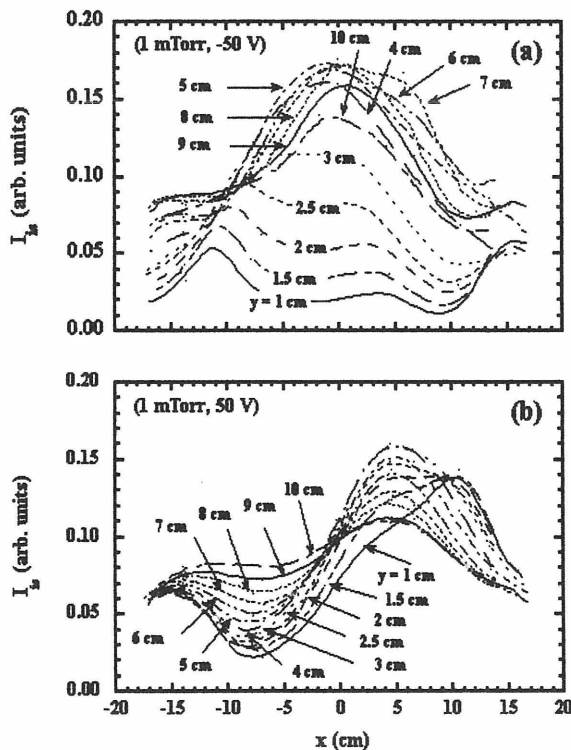 (1 mTorr, -50 V)
10 cm
4 cm
(a)
6 cm
5 cm
7 cm
8 cm
9 cm
3 cm
2.5 cm
2 cm
1.5 cm
y = 1 cm
0.20
0.15
0.10
0.05
0.00
I_is (arb. units)
(1 mTorr, 50 V)
(b)
10 cm
9 cm
8 cm
7 cm
y = 1 cm
1.5 cm
2 cm
6 cm
2.5 cm
5 cm
3 cm
4 cm
0.20
0.15
0.10
0.05
0.00
I_is (arb. units)
-20 -15 -10 -5 0 5 10 15 20
x (cm)